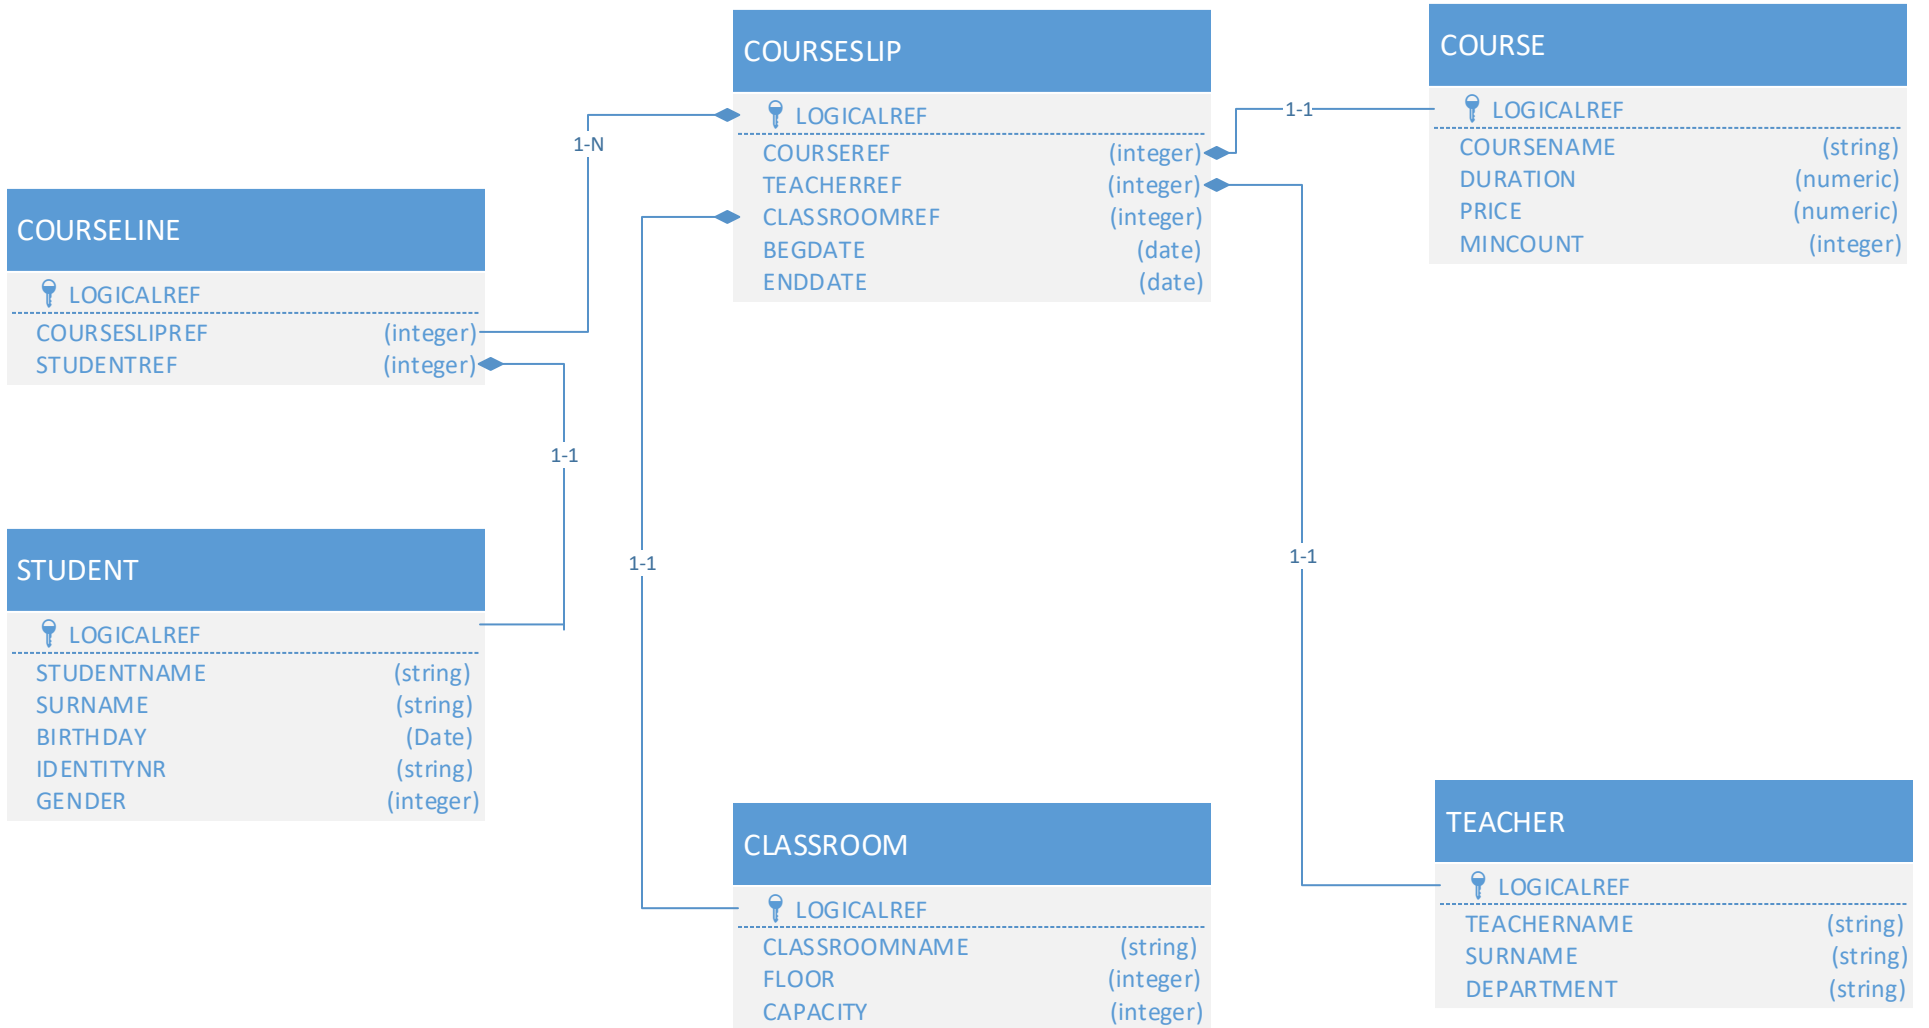 COURSESLIP
LOGICALREF
COURSEREF (integer)
TEACHERREF (integer)
CLASSROOMREF (integer)
BEGDATE (date)
ENDDATE (date)
COURSE
LOGICALREF
COURSENAME (string)
DURATION (numeric)
PRICE (numeric)
MINCOUNT (integer)
1-1
1-N
COURSELINE
LOGICALREF
COURSESLIPREF (integer)
STUDENTREF (integer)
1-1
1-1
1-1
STUDENT
LOGICALREF
STUDENTNAME (string)
SURNAME (string)
BIRTHDAY (Date)
IDENTITYNR (string)
GENDER (integer)
CLASSROOM
LOGICALREF
CLASSROOMNAME (string)
FLOOR (integer)
CAPACITY (integer)
TEACHER
LOGICALREF
TEACHERNAME (string)
SURNAME (string)
DEPARTMENT (string)